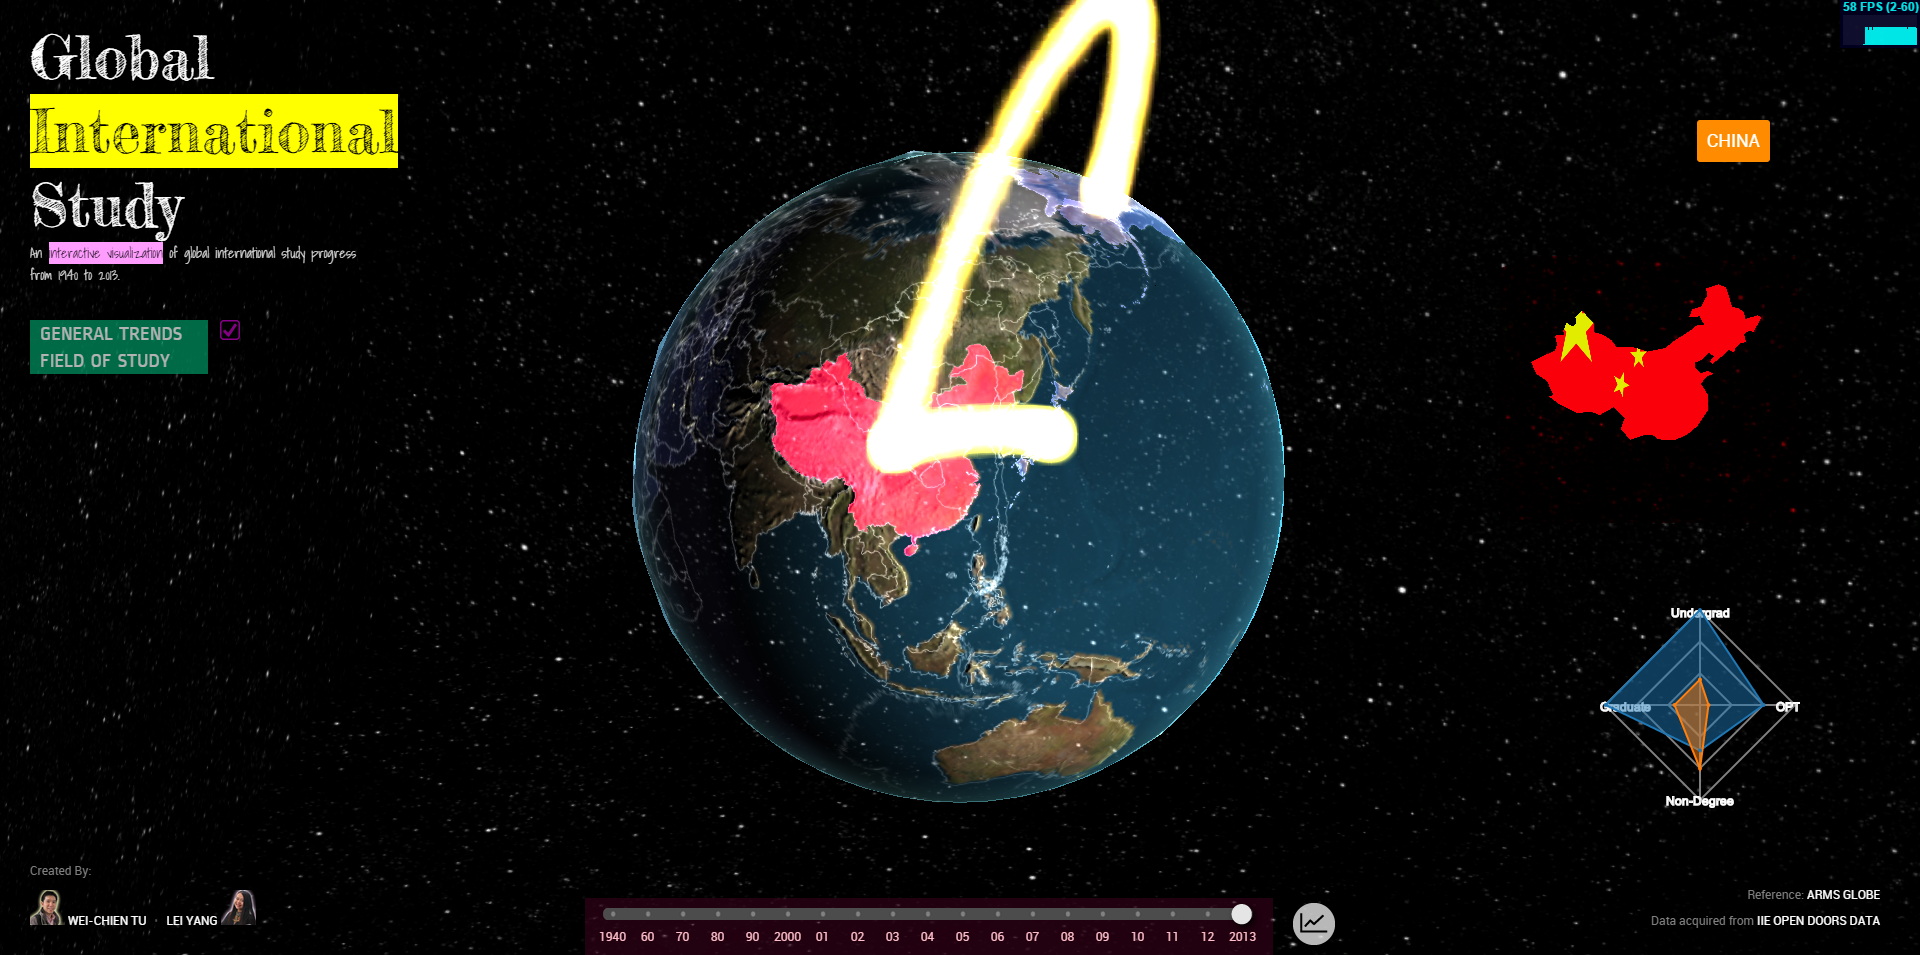 Global
International
Study
An interactive visualization of global international study progress
from 1940 to 2013.
GENERAL TRENDS
FIELD OF STUDY
58 FPS (2-60)
CHINA
Undergrad
Graduate
OPT
Non-Degree
Created By:
WEI-CHIEN TU
LEI YANG
1940 60 70 80 90 2000 01 02 03 04 05 06 07 08 09 10 11 12 2013
Reference: ARMS GLOBE
Data acquired from IIE OPEN DOORS DATA